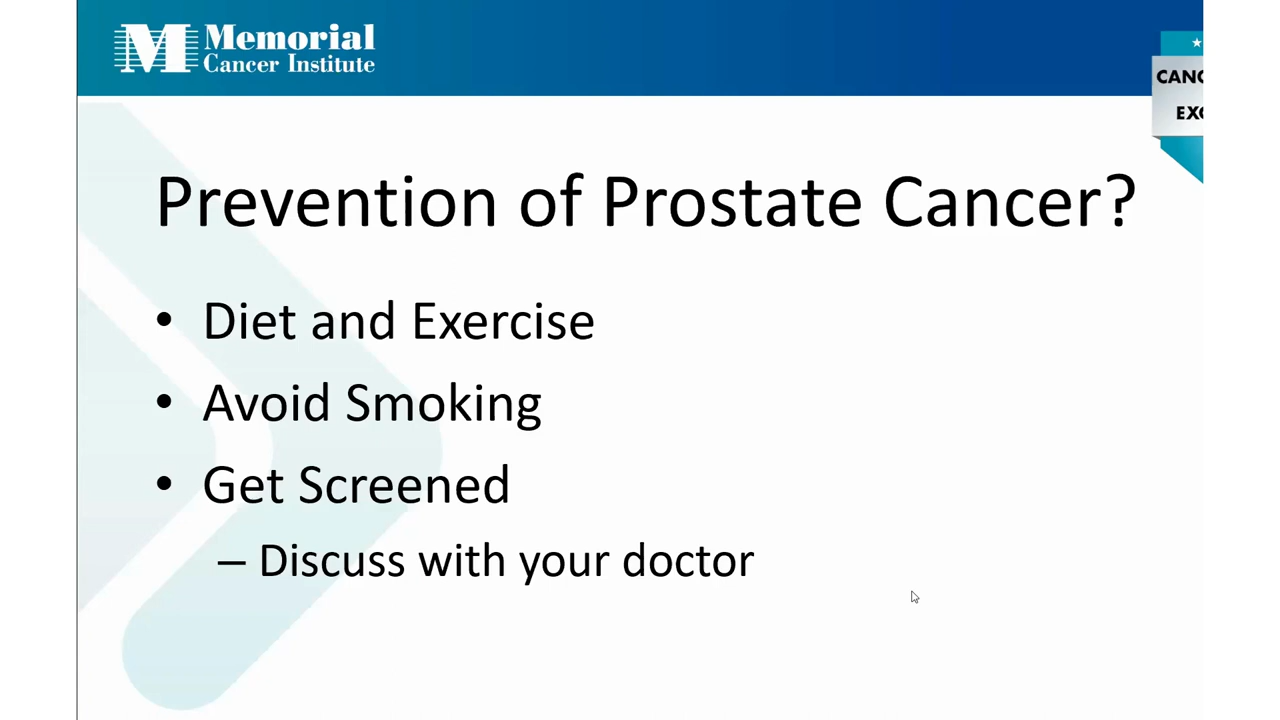 Memorial
Cancer Institute
Prevention of Prostate Cancer?
• Diet and Exercise
• Avoid Smoking
• Get Screened
– Discuss with your doctor